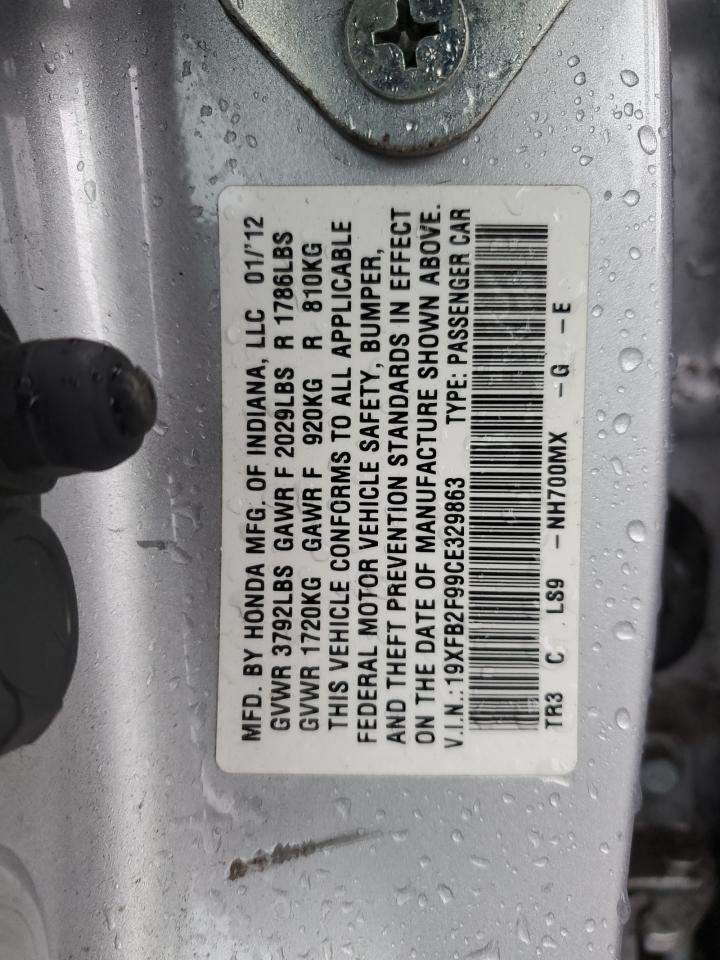 MFD. BY HONDA MFG. OF INDIANA, LLC 01/'12
GVWR 3792LBS GAWR F 2029LBS R 1786LBS
GVWR 1720KG GAWR F 920KG R 810KG
THIS VEHICLE CONFORMS TO ALL APPLICABLE
FEDERAL MOTOR VEHICLE SAFETY, BUMPER,
AND THEFT PREVENTION STANDARDS IN EFFECT
ON THE DATE OF MANUFACTURE SHOWN ABOVE.
V.I.N.: 19XFB2F99CE329863 TYPE: PASSENGER CAR
TR3 C LS9 -NH700MX -G -E